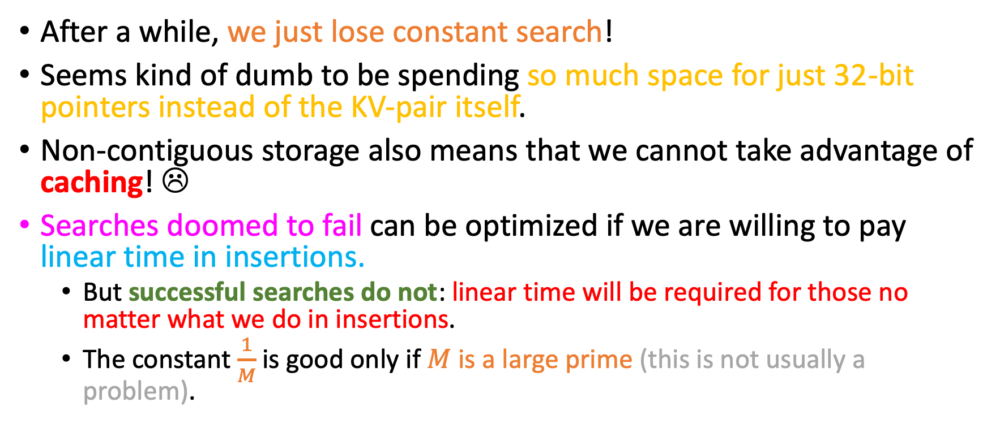 • After a while, we just lose constant search!
• Seems kind of dumb to be spending so much space for just 32-bit
pointers instead of the KV-pair itself.
• Non-contiguous storage also means that we cannot take advantage of
caching! ☹
• Searches doomed to fail can be optimized if we are willing to pay
linear time in insertions.
• But successful searches do not: linear time will be required for those no
matter what we do in insertions.
• The constant 1/M is good only if M is a large prime (this is not usually a
problem).